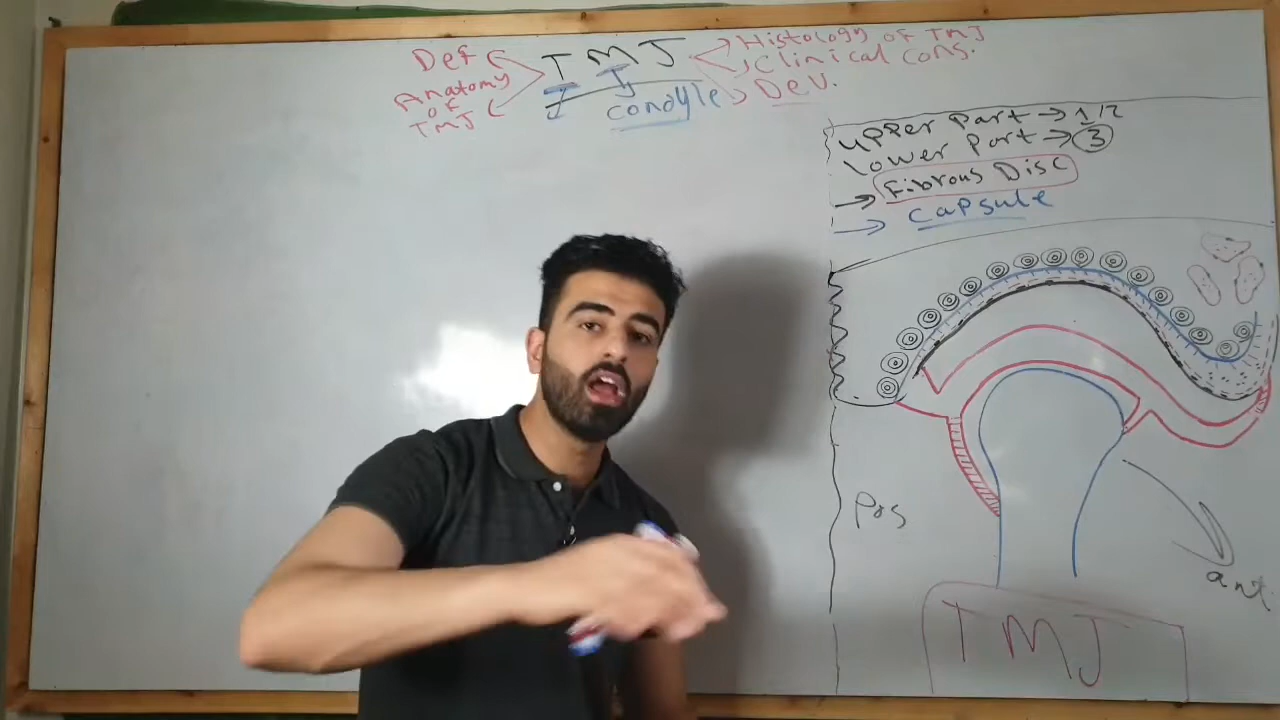 Def
Anatomy
of
TMJ
TMJ
Histology of TMJ
Clinical Cons.
Dev.
condyle
upper Part → 1/2
lower Part → 3
→ Fibrous Disc
→ Capsule
Pos
ant
TMJ